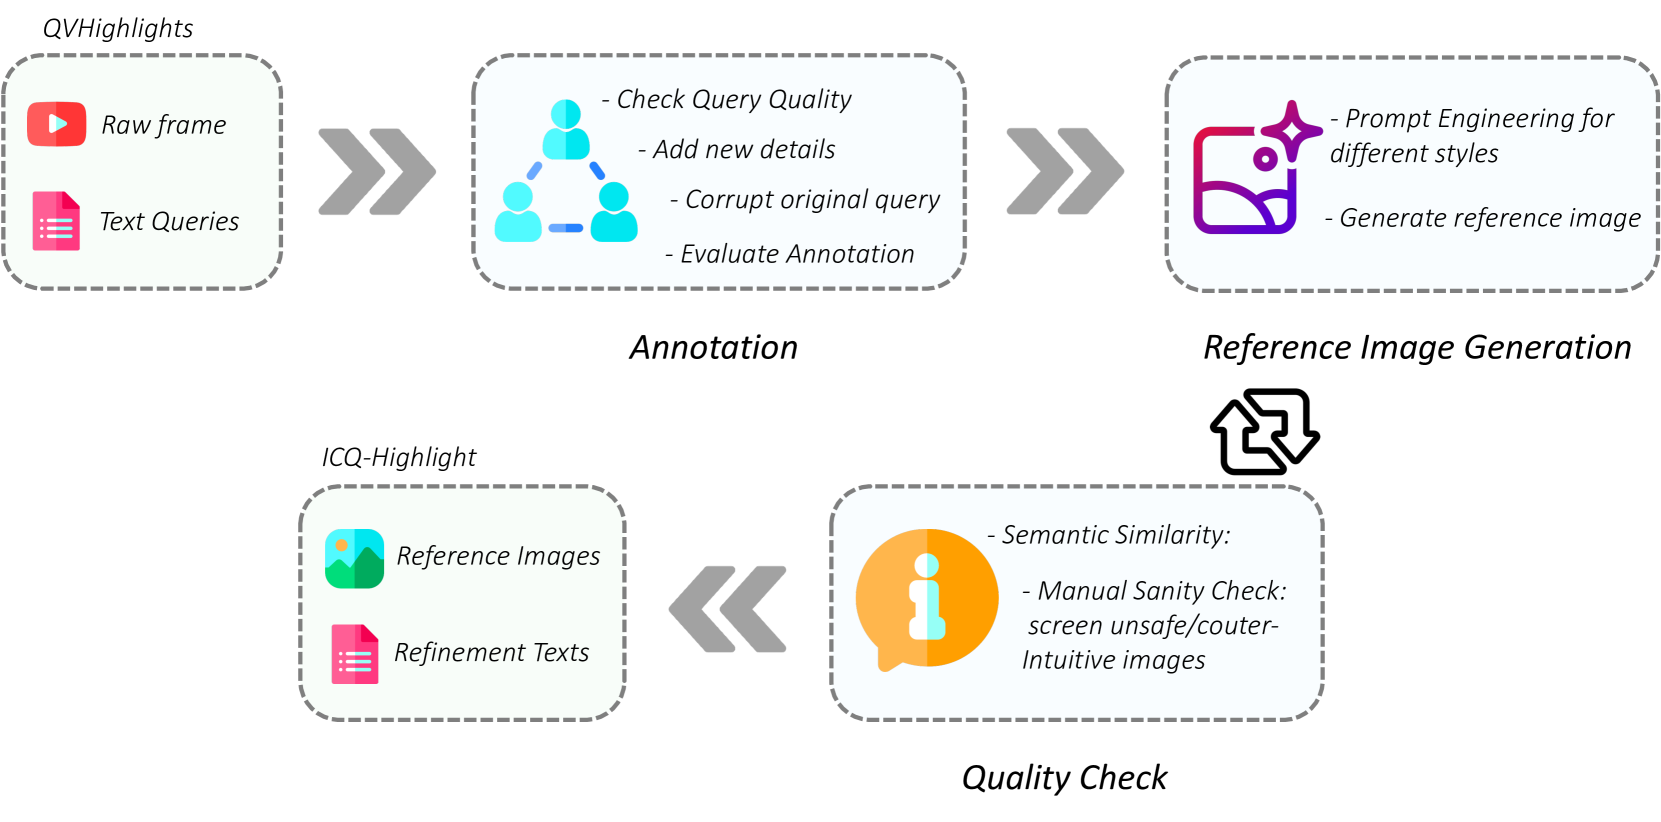 QVHighlights
Raw frame
Text Queries
- Check Query Quality
- Add new details
- Corrupt original query
- Evaluate Annotation
Annotation
- Prompt Engineering for
different styles
- Generate reference image
Reference Image Generation
ICQ-Highlight
Reference Images
Refinement Texts
- Semantic Similarity:
- Manual Sanity Check:
screen unsafe/couter-
Intuitive images
Quality Check